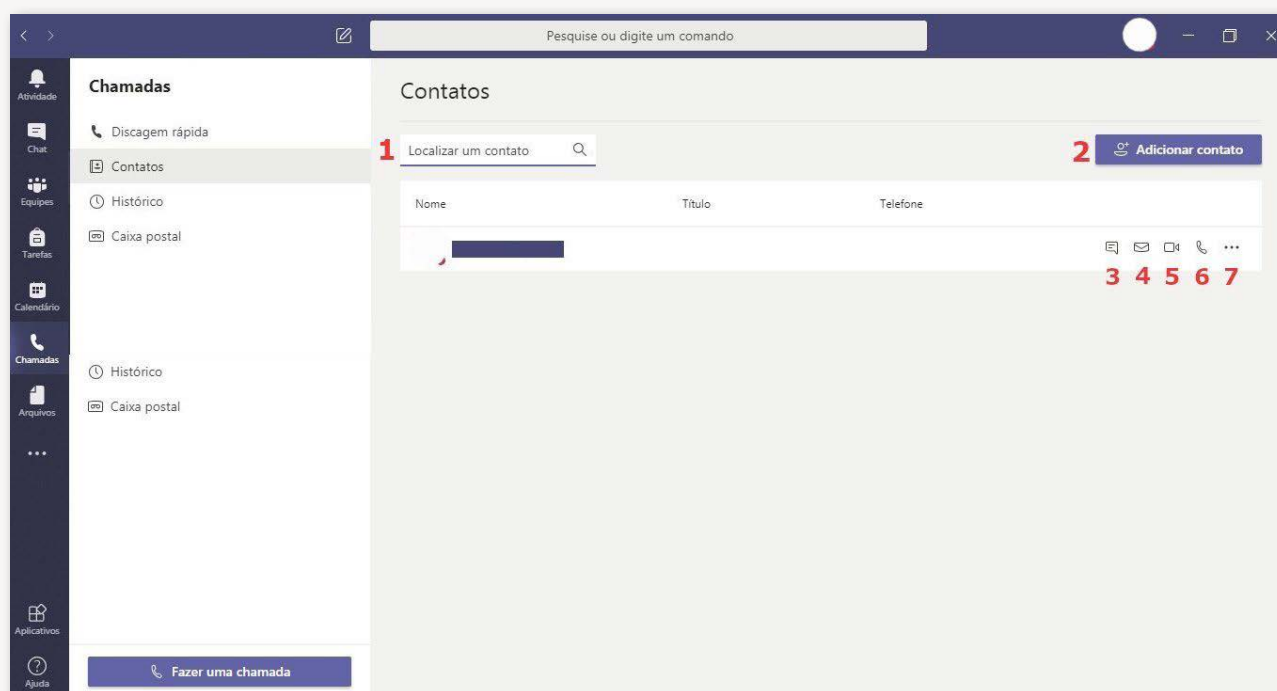 Pesquise ou digite um comando
Atividade
Chat
Equipes
Tarefas
Calendário
Chamadas
Arquivos
Aplicativos
Ajuda
Chamadas
Discagem rápida
Contatos
Histórico
Caixa postal
Histórico
Caixa postal
Fazer uma chamada
Contatos
1 Localizar um contato
2 Adicionar contato
Nome Título Telefone
3 4 5 6 7